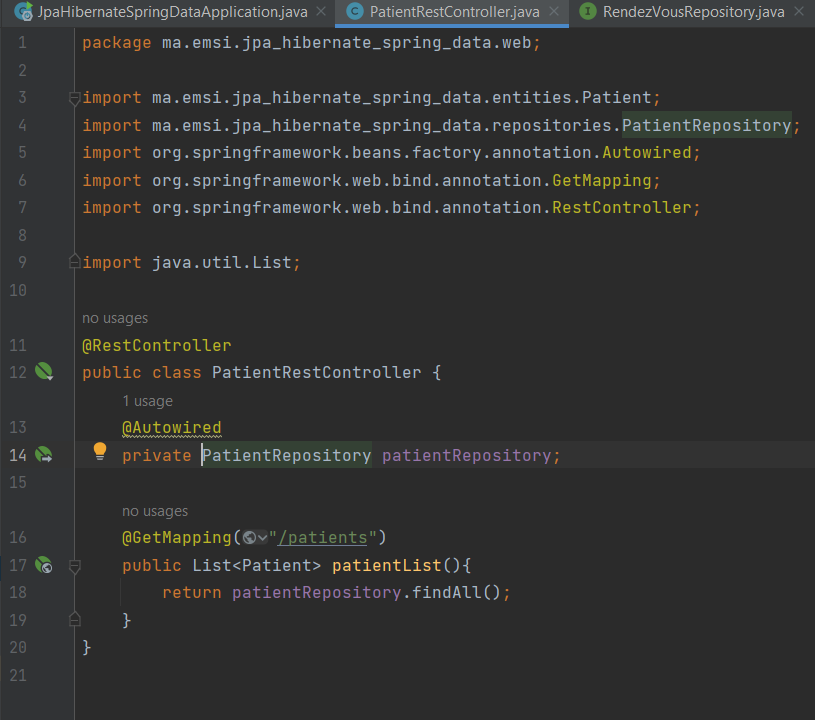 JpaHibernateSpringDataApplication.java PatientRestController.java RendezVousRepository.java
1 package ma.emsi.jpa_hibernate_spring_data.web;
2
3 import ma.emsi.jpa_hibernate_spring_data.entities.Patient;
4 import ma.emsi.jpa_hibernate_spring_data.repositories.PatientRepository;
5 import org.springframework.beans.factory.annotation.Autowired;
6 import org.springframework.web.bind.annotation.GetMapping;
7 import org.springframework.web.bind.annotation.RestController;
8
9 import java.util.List;
10
no usages
11 @RestController
12 public class PatientRestController {
1 usage
13 @Autowired
14 private PatientRepository patientRepository;
15
no usages
16 @GetMapping("/patients")
17 public List<Patient> patientList(){
18 return patientRepository.findAll();
19 }
20 }
21